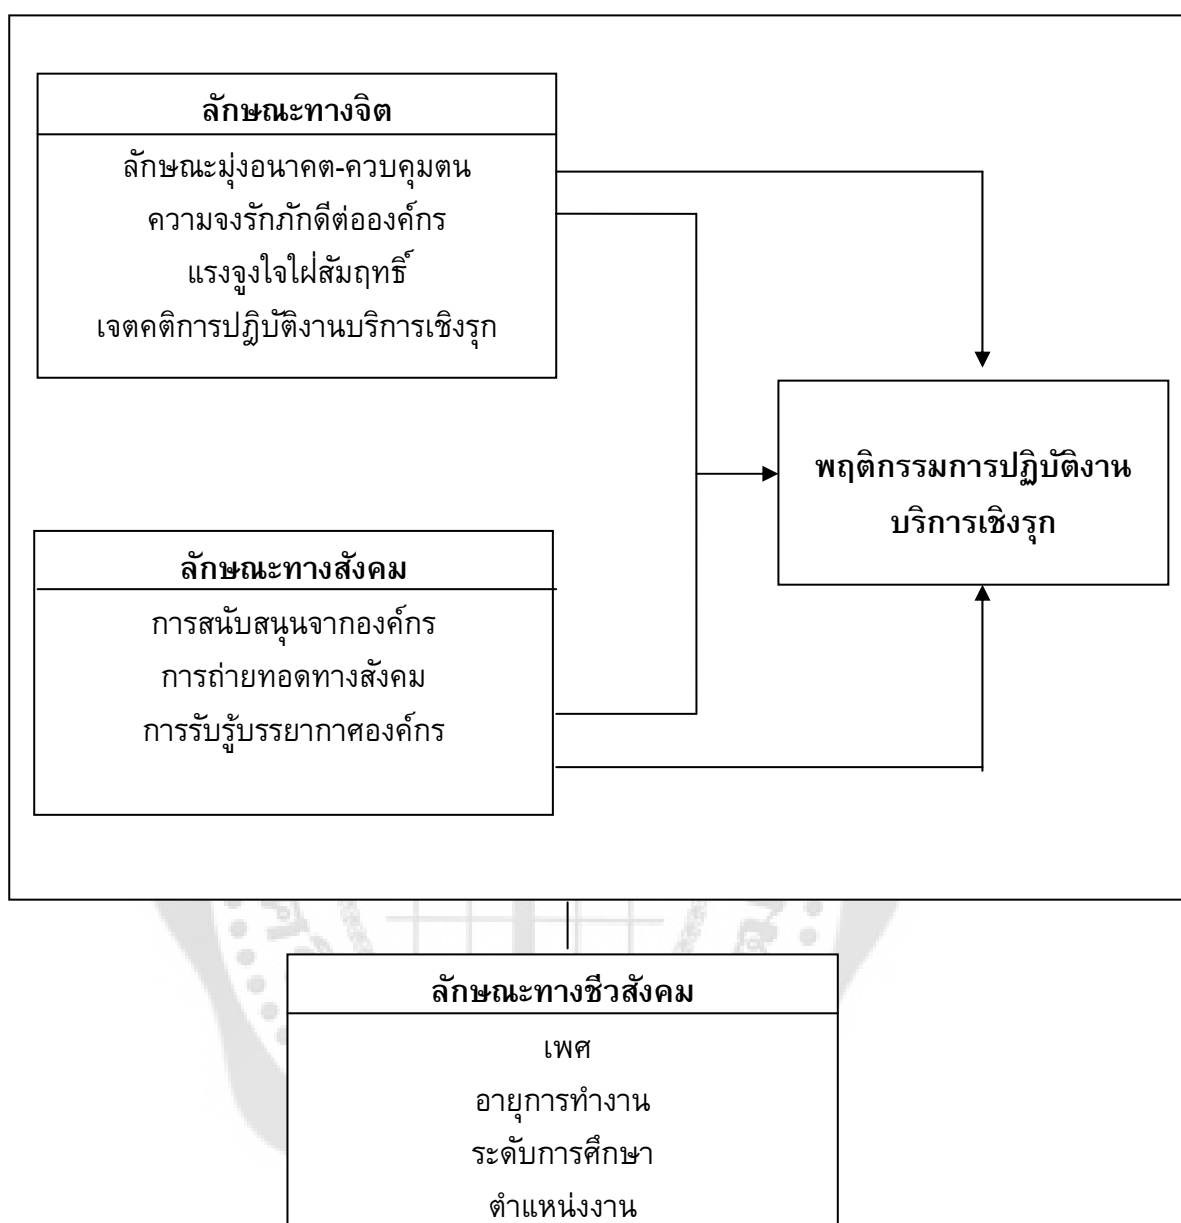 ลักษณะทางจิต
ลักษณะมุ่งอนาคต-ควบคุมตน
ความจงรักภักดีต่อองค์กร
แรงจูงใจใฝ่สัมฤทธิ์
เจตคติการปฎิบัติงานบริการเชิงรุก
พฤติกรรมการปฏิบัติงาน
บริการเชิงรุก
ลักษณะทางสังคม
การสนับสนุนจากองค์กร
การถ่ายทอดทางสังคม
การรับรู้บรรยากาศองค์กร
ลักษณะทางชีวสังคม
เพศ
อายุการทำงาน
ระดับการศึกษา
ตำแหน่งงาน